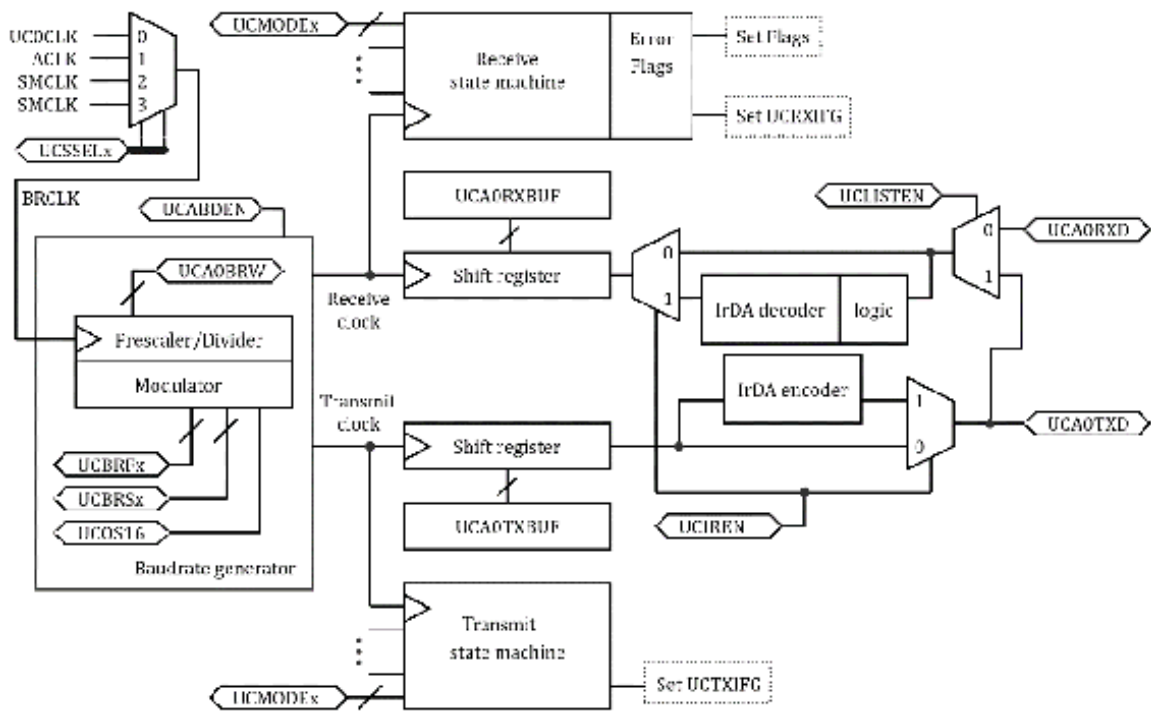 UC0CLK
ACLK
SMCLK
SMCLK
0
1
2
3
UCSSELx
BRCLK
UCMODEx
Receive
state machine
Error
Flags
Set Flags
Set UCRXIFG
UCABDEN
UCA0RXBUF
UCLISTEN
UCA0RXD
0
1
UCA0BRW
Shift register
0
1
IrDA decoder
logic
Receive
clock
Prescaler/Divider
Modulator
IrDA encoder
Transmit
clock
Shift register
1
0
UCA0TXD
UCBRFx
UCBRSx
UCOS16
UCA0TXBUF
UCIREN
Baudrate generator
Transmit
state machine
UCMODEx
Set UCTXIFG